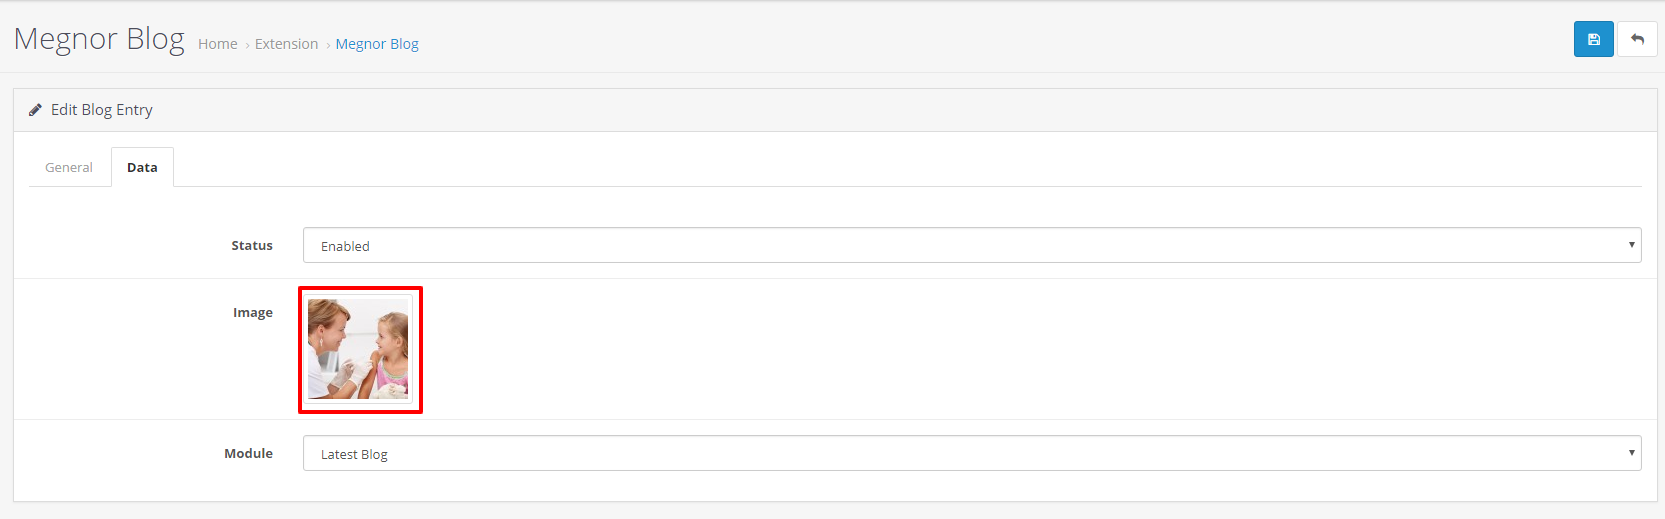 Megnor Blog Home › Extension › Megnor Blog
Edit Blog Entry
General Data
Status Enabled
Image
Module Latest Blog